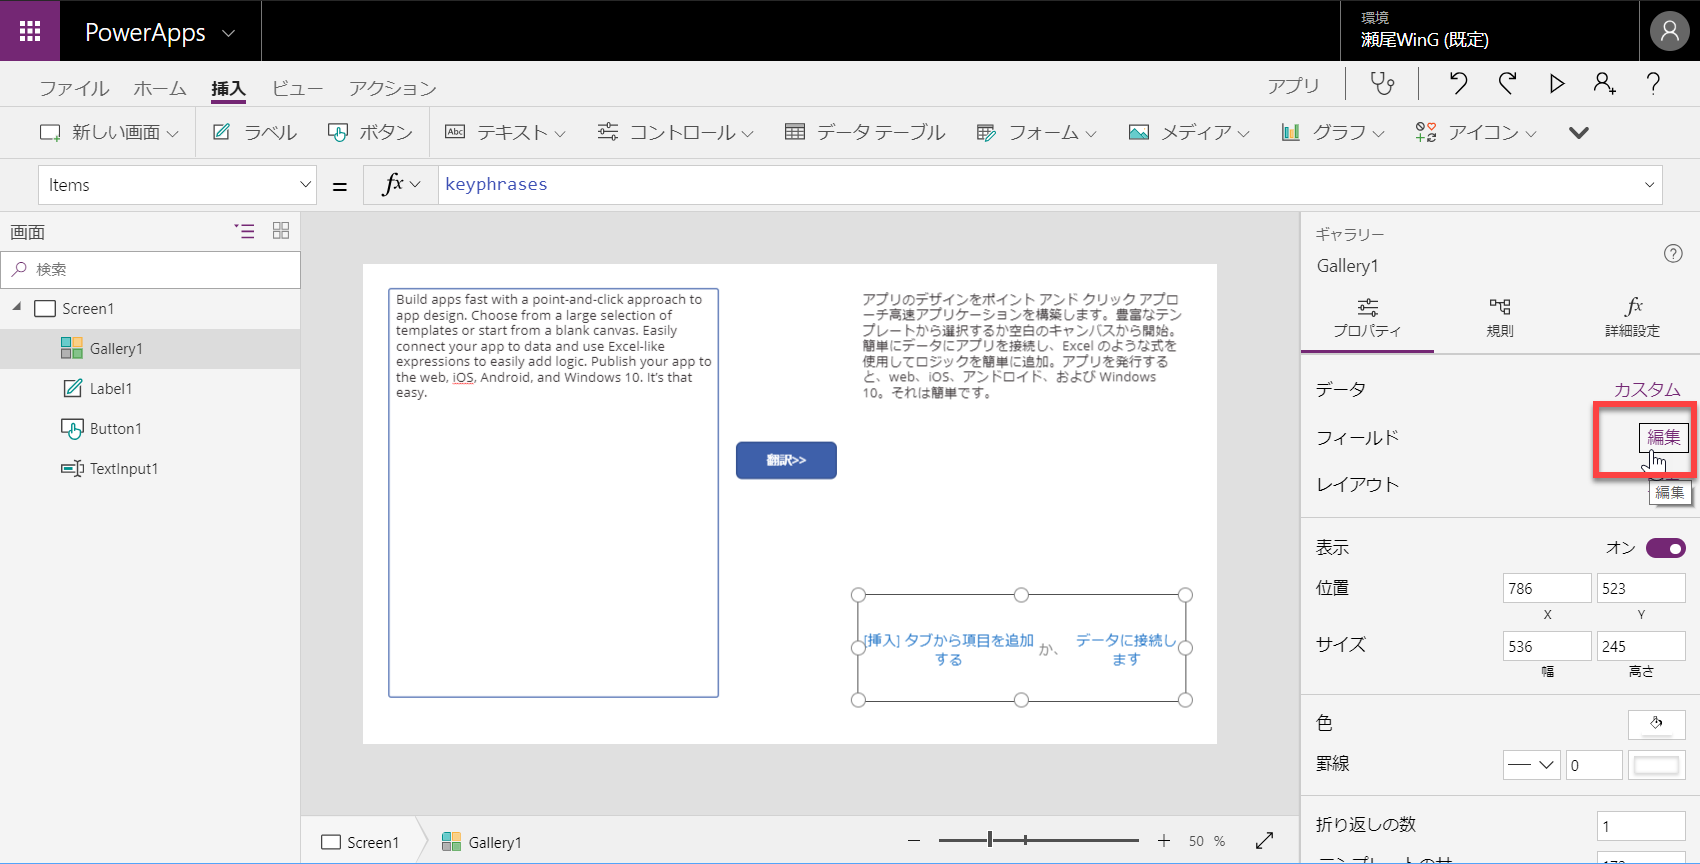 PowerApps
環境
瀬尾WinG (既定)
ファイル ホーム 挿入 ビュー アクション
アプリ
新しい画面 ラベル ボタン Abc テキスト コントロール データ テーブル フォーム メディア グラフ アイコン
Items = fx keyphrases
画面
検索
Screen1
Gallery1
Label1
Button1
TextInput1
Build apps fast with a point-and-click approach to
app design. Choose from a large selection of
templates or start from a blank canvas. Easily
connect your app to data and use Excel-like
expressions to easily add logic. Publish your app to
the web, iOS, Android, and Windows 10. It's that
easy.
翻訳>>
アプリのデザインをポイント アンド クリック アプロ
ーチ高速アプリケーションを構築します。豊富なテン
プレートから選択するか空白のキャンバスから開始。
簡単にデータにアプリを接続し、Excel のような式を
使用してロジックを簡単に追加。アプリを発行する
と、web、iOS、アンドロイド、および Windows
10。それは簡単です。
[挿入] タブから項目を追加
する
か、
データに接続し
ます
Screen1 Gallery1
50 %
ギャラリー
Gallery1
プロパティ 規則 fx 詳細設定
データ カスタム
フィールド 編集
レイアウト
編集
表示 オン
位置 786 523
X Y
サイズ 536 245
幅 高さ
色
罫線 0
折り返しの数 1